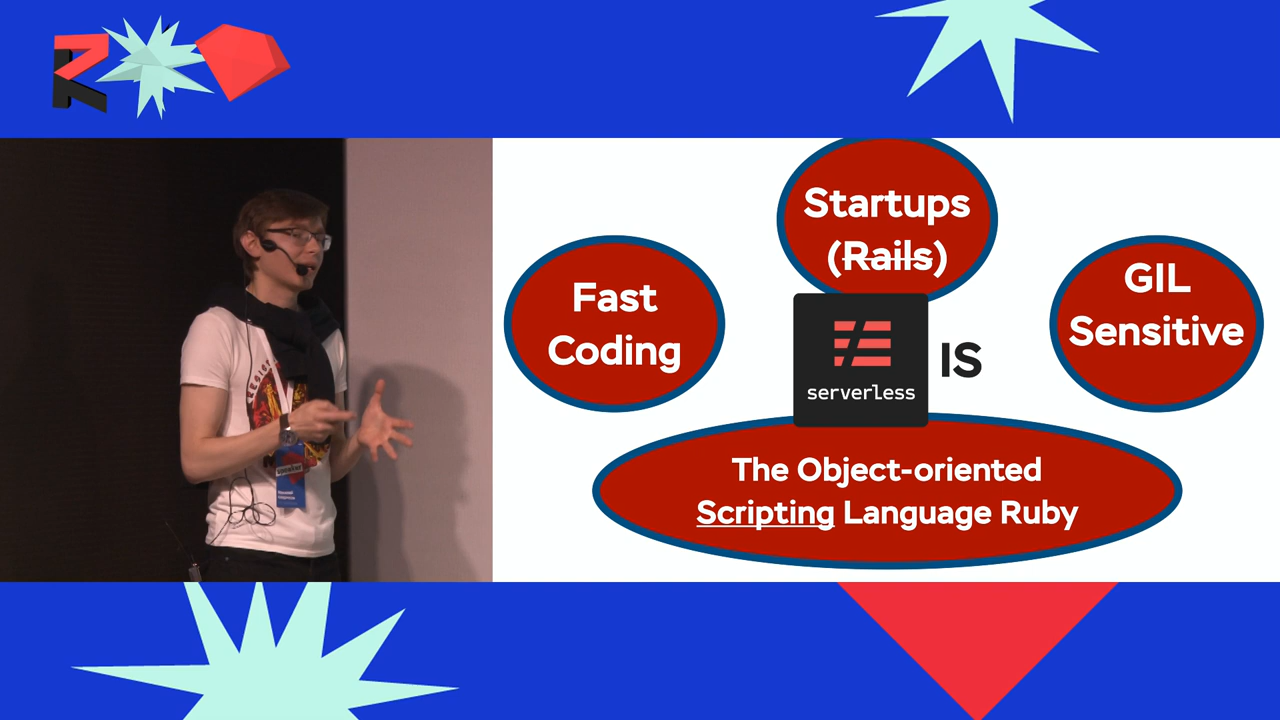 Startups
(Rails)
Fast
Coding
GIL
Sensitive
serverless
IS
The Object-oriented
Scripting Language Ruby